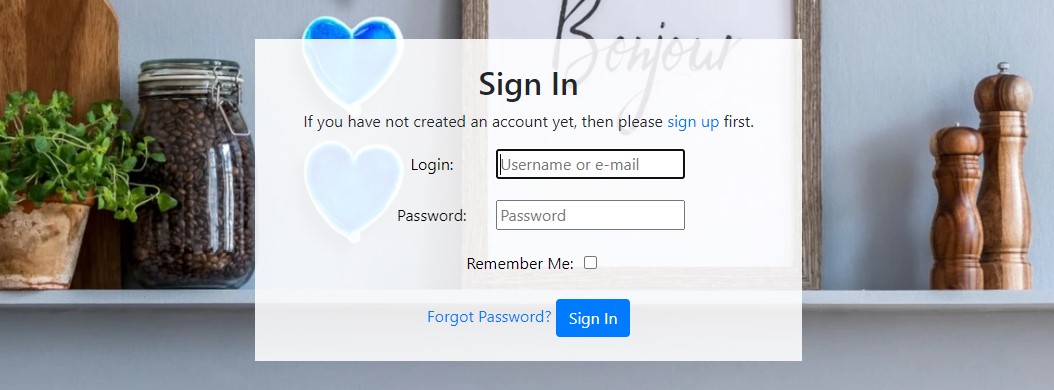 Bonjour
Sign In
If you have not created an account yet, then please sign up first.
Login: Username or e-mail
Password: Password
Remember Me:
Forgot Password? Sign In